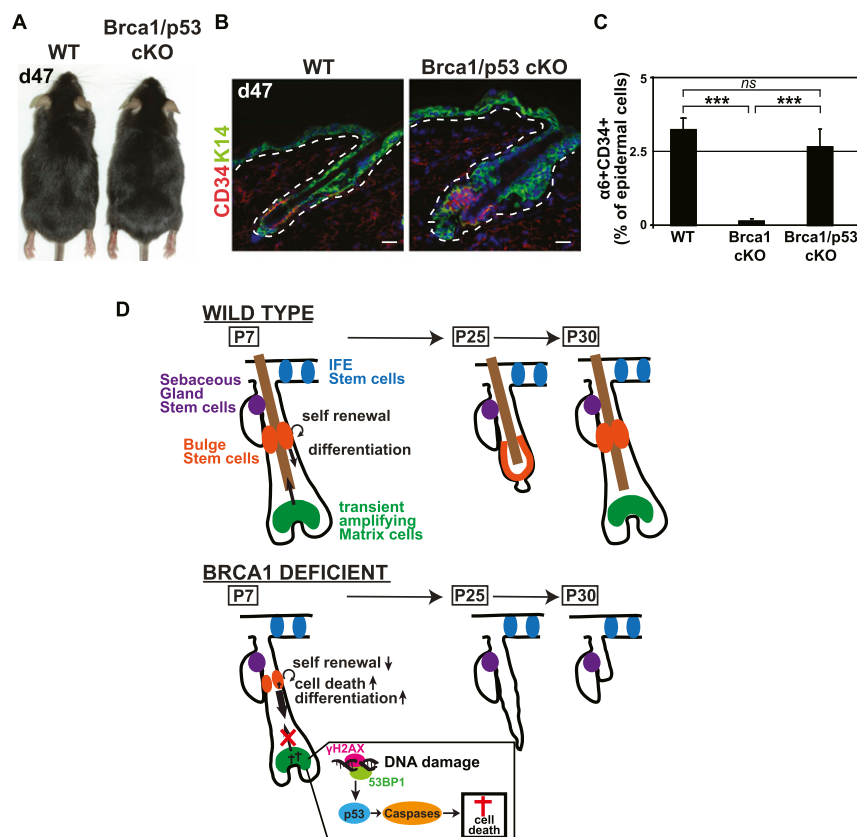 A
WT
Brca1/p53
cKO
d47
B
WT
Brca1/p53 cKO
d47
CD34K14
C
α6+CD34+
(% of epidermal cells)
5
2.5
0
ns
***
***
WT
Brca1
cKO
Brca1/p53
cKO
D
WILD TYPE
P7
P25
P30
IFE
Stem cells
Sebaceous
Gland
Stem cells
self renewal
differentiation
Bulge
Stem cells
transient
amplifying
Matrix cells
BRCA1 DEFICIENT
P7
P25
P30
self renewal
cell death
differentiation
γH2AX
DNA damage
53BP1
p53
Caspases
cell
death